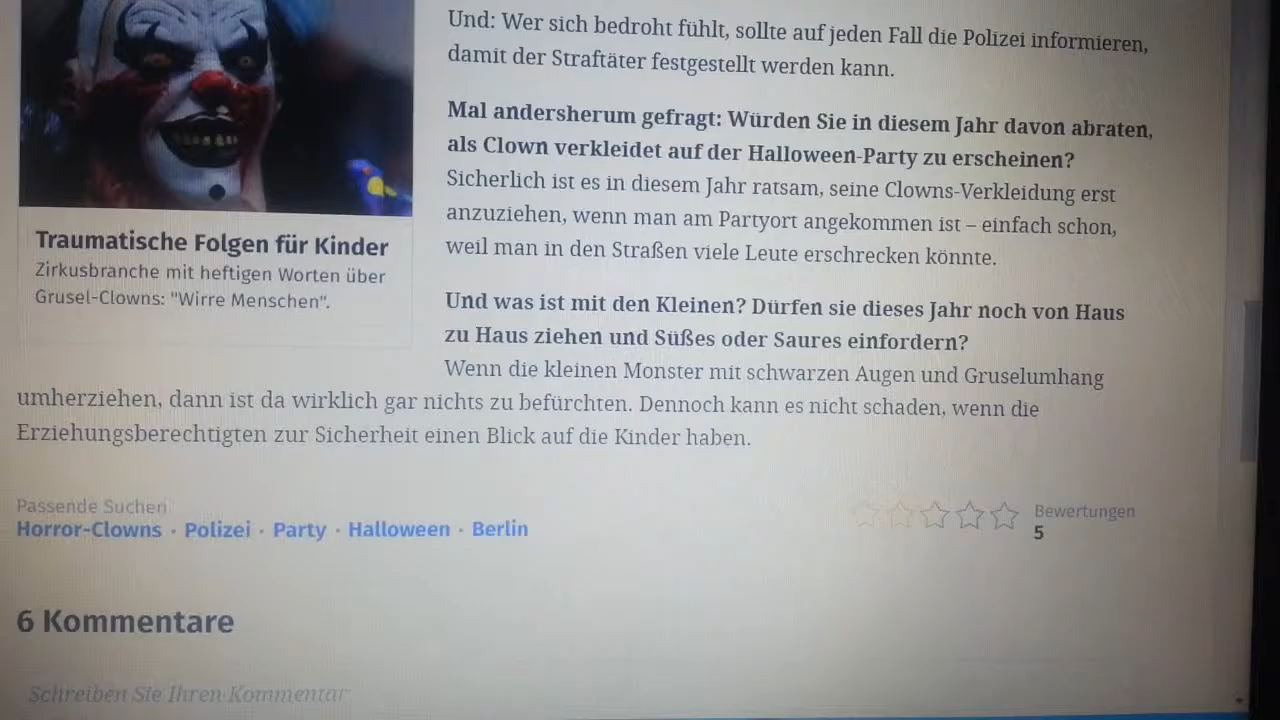 Und: Wer sich bedroht fühlt, sollte auf jeden Fall die Polizei informieren,
damit der Straftäter festgestellt werden kann.
Mal andersherum gefragt: Würden Sie in diesem Jahr davon abraten,
als Clown verkleidet auf der Halloween-Party zu erscheinen?
Sicherlich ist es in diesem Jahr ratsam, seine Clowns-Verkleidung erst
anzuziehen, wenn man am Partyort angekommen ist – einfach schon,
weil man in den Straßen viele Leute erschrecken könnte.
Traumatische Folgen für Kinder
Zirkusbranche mit heftigen Worten über
Grusel-Clowns: "Wirre Menschen".
Und was ist mit den Kleinen? Dürfen sie dieses Jahr noch von Haus
zu Haus ziehen und Süßes oder Saures einfordern?
Wenn die kleinen Monster mit schwarzen Augen und Gruselumhang
umherziehen, dann ist da wirklich gar nichts zu befürchten. Dennoch kann es nicht schaden, wenn die
Erziehungsberechtigten zur Sicherheit einen Blick auf die Kinder haben.
Passende Suchen
Horror-Clowns · Polizei · Party · Halloween · Berlin
Bewertungen
5
6 Kommentare
Schreiben Sie Ihren Kommentar